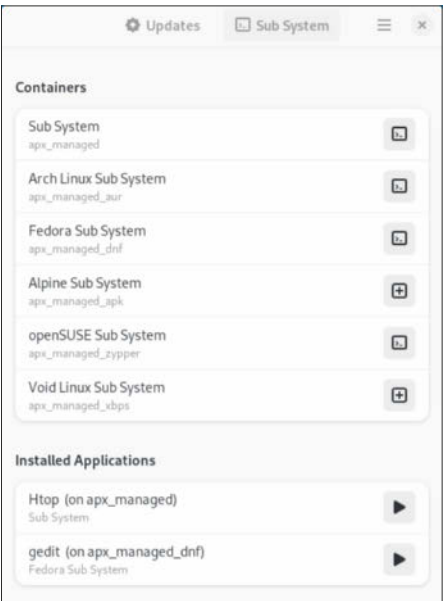 Updates
Sub System
Containers
Sub System
apx_managed
Arch Linux Sub System
apx_managed_aur
Fedora Sub System
apx_managed_dnf
Alpine Sub System
apx_managed_apk
openSUSE Sub System
apx_managed_zypper
Void Linux Sub System
apx_managed_xbps
Installed Applications
Htop (on apx_managed)
Sub System
gedit (on apx_managed_dnf)
Fedora Sub System